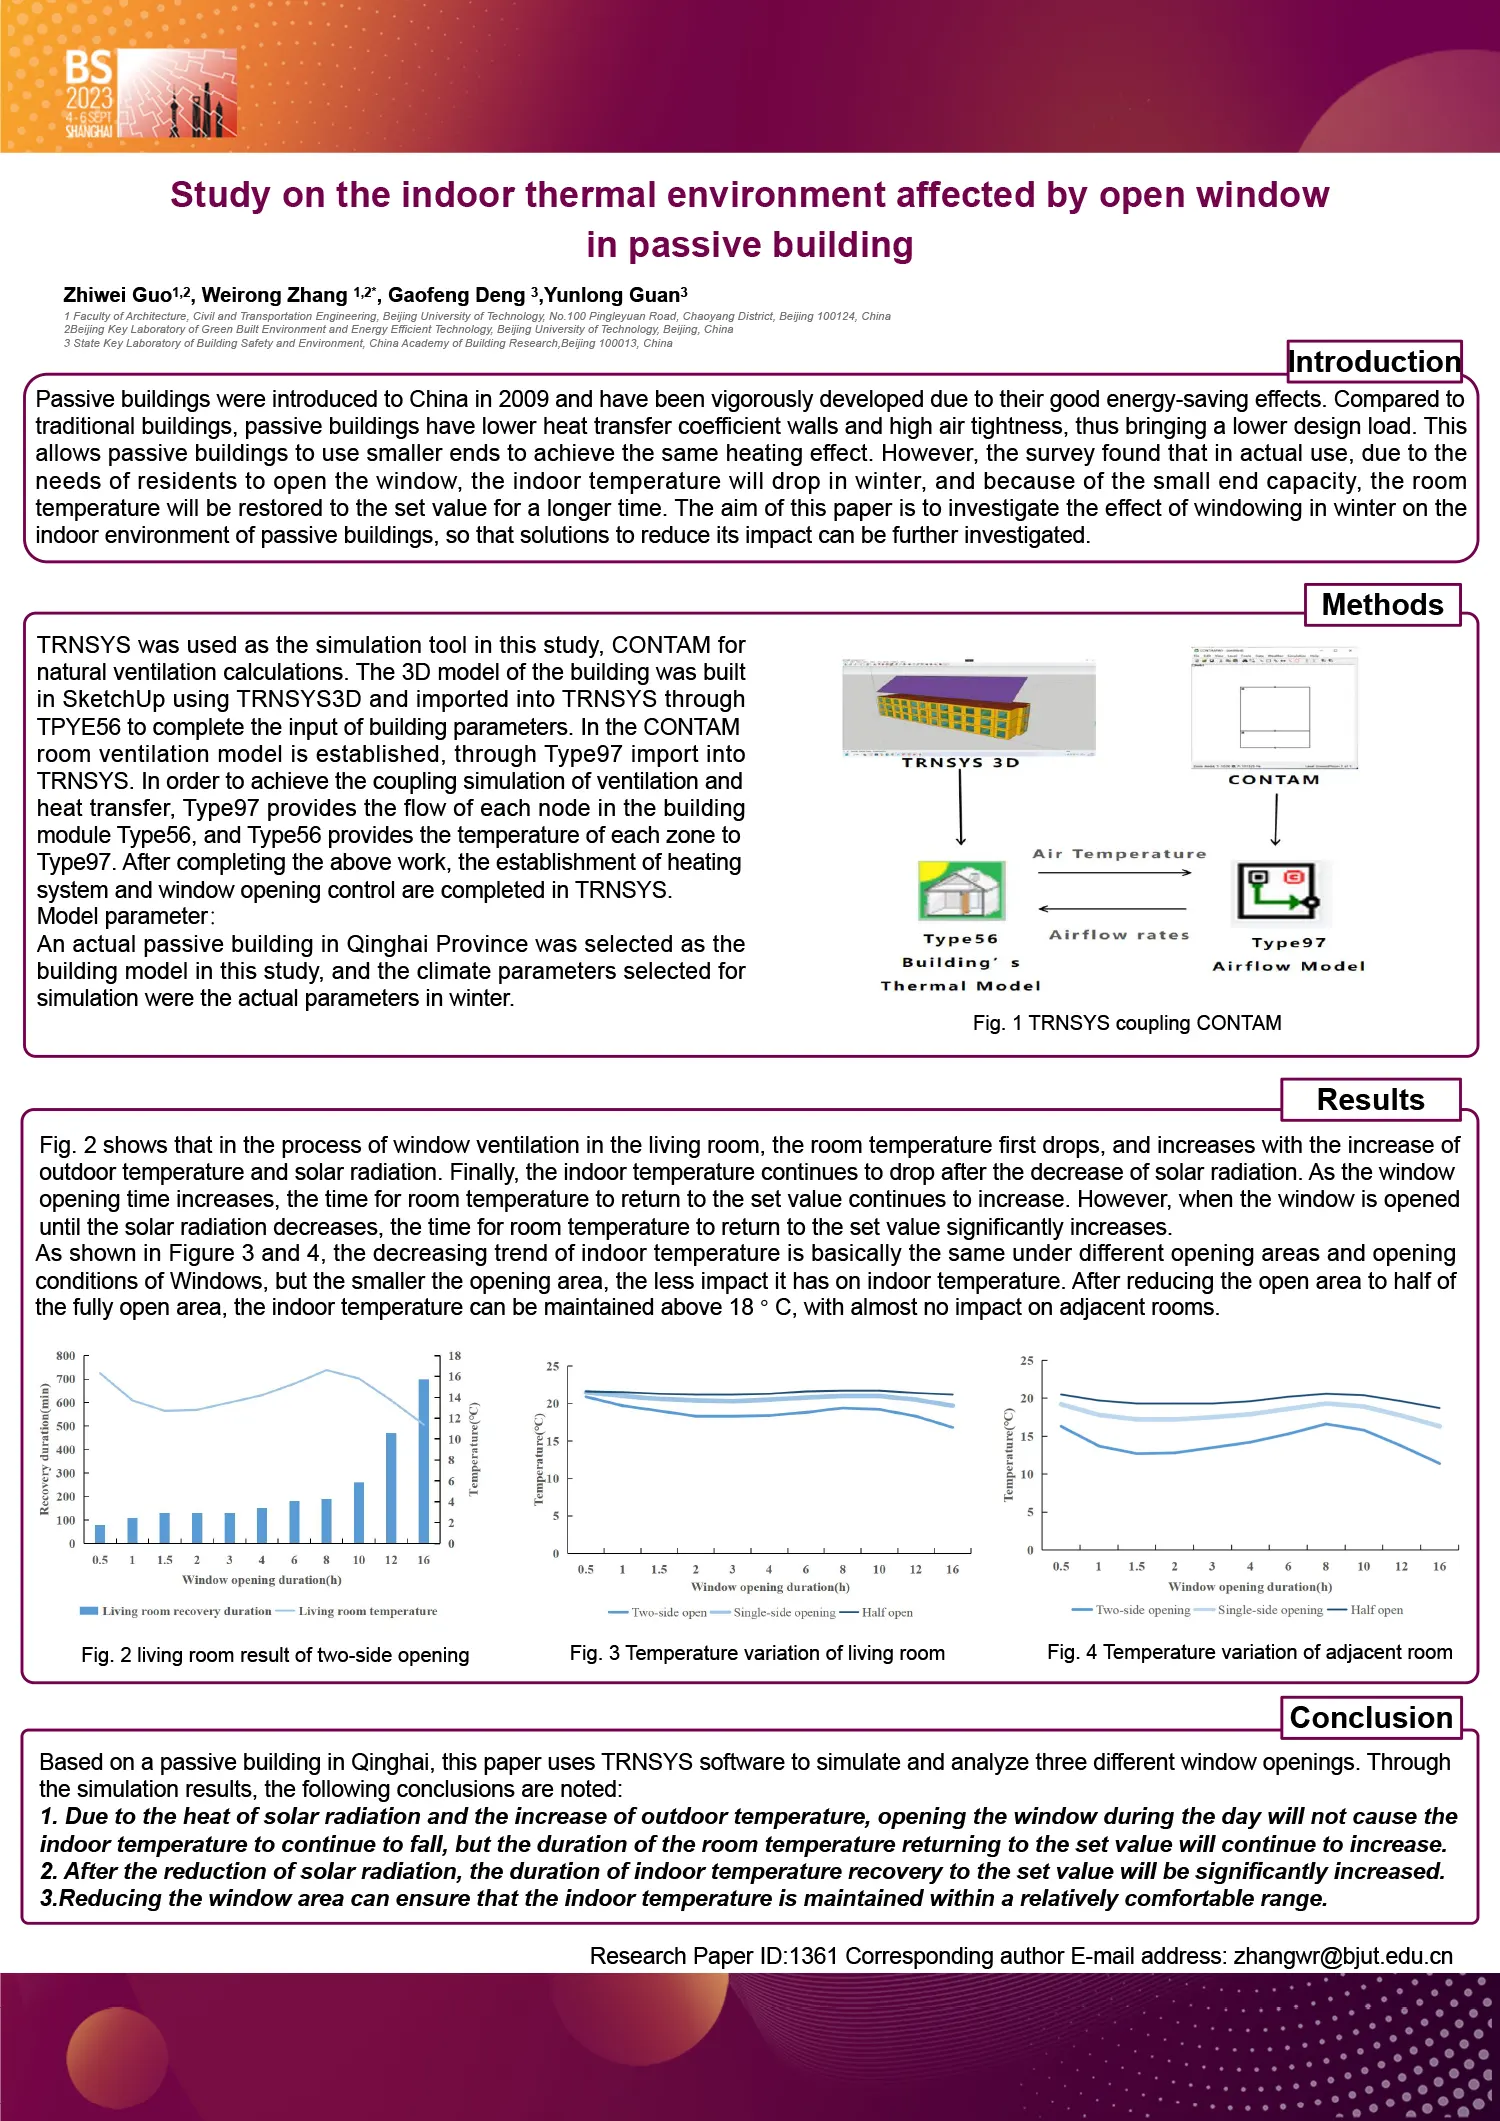 BS
2023
4-6 SEPT
SHANGHAI
Study on the indoor thermal environment affected by open window
in passive building
Zhiwei Guo1,2, Weirong Zhang 1,2*, Gaofeng Deng 3,Yunlong Guan3
1 Faculty of Architecture, Civil and Transportation Engineering, Beijing University of Technology, No.100 Pingleyuan Road, Chaoyang District, Beijing 100124, China
2Beijing Key Laboratory of Green Built Environment and Energy Efficient Technology, Beijing University of Technology, Beijing, China
3 State Key Laboratory of Building Safety and Environment, China Academy of Building Research,Beijing 100013, China
Introduction
Passive buildings were introduced to China in 2009 and have been vigorously developed due to their good energy-saving effects. Compared to
traditional buildings, passive buildings have lower heat transfer coefficient walls and high air tightness, thus bringing a lower design load. This
allows passive buildings to use smaller ends to achieve the same heating effect. However, the survey found that in actual use, due to the
needs of residents to open the window, the indoor temperature will drop in winter, and because of the small end capacity, the room
temperature will be restored to the set value for a longer time. The aim of this paper is to investigate the effect of windowing in winter on the
indoor environment of passive buildings, so that solutions to reduce its impact can be further investigated.
Methods
TRNSYS was used as the simulation tool in this study, CONTAM for
natural ventilation calculations. The 3D model of the building was built
in SketchUp using TRNSYS3D and imported into TRNSYS through
TPYE56 to complete the input of building parameters. In the CONTAM
room ventilation model is established, through Type97 import into
TRNSYS. In order to achieve the coupling simulation of ventilation and
heat transfer, Type97 provides the flow of each node in the building
module Type56, and Type56 provides the temperature of each zone to
Type97. After completing the above work, the establishment of heating
system and window opening control are completed in TRNSYS.
Model parameter:
An actual passive building in Qinghai Province was selected as the
building model in this study, and the climate parameters selected for
simulation were the actual parameters in winter.
TRNSYS 3D
CONTAM
Air Temperature
Airflow rates
Type56
Building's
Thermal Model
Type97
Airflow Model
Fig. 1 TRNSYS coupling CONTAM
Results
Fig. 2 shows that in the process of window ventilation in the living room, the room temperature first drops, and increases with the increase of
outdoor temperature and solar radiation. Finally, the indoor temperature continues to drop after the decrease of solar radiation. As the window
opening time increases, the time for room temperature to return to the set value continues to increase. However, when the window is opened
until the solar radiation decreases, the time for room temperature to return to the set value significantly increases.
As shown in Figure 3 and 4, the decreasing trend of indoor temperature is basically the same under different opening areas and opening
conditions of Windows, but the smaller the opening area, the less impact it has on indoor temperature. After reducing the open area to half of
the fully open area, the indoor temperature can be maintained above 18 ° C, with almost no impact on adjacent rooms.
Recovery duration(min)
800
700
600
500
400
300
200
100
0
18
16
14
12
10
8
6
4
2
0
Temperature(℃)
0.5 1 1.5 2 3 4 6 8 10 12 16
Window opening duration(h)
Living room recovery duration Living room temperature
Fig. 2 living room result of two-side opening
Temperature(℃)
25
20
15
10
5
0
0.5 1 1.5 2 3 4 6 8 10 12 16
Window opening duration(h)
Two-side open Single-side opening Half open
Fig. 3 Temperature variation of living room
Temperature(℃)
25
20
15
10
5
0
0.5 1 1.5 2 3 4 6 8 10 12 16
Window opening duration(h)
Two-side opening Single-side opening Half open
Fig. 4 Temperature variation of adjacent room
Conclusion
Based on a passive building in Qinghai, this paper uses TRNSYS software to simulate and analyze three different window openings. Through
the simulation results, the following conclusions are noted:
1. Due to the heat of solar radiation and the increase of outdoor temperature, opening the window during the day will not cause the
indoor temperature to continue to fall, but the duration of the room temperature returning to the set value will continue to increase.
2. After the reduction of solar radiation, the duration of indoor temperature recovery to the set value will be significantly increased.
3.Reducing the window area can ensure that the indoor temperature is maintained within a relatively comfortable range.
Research Paper ID:1361 Corresponding author E-mail address: zhangwr@bjut.edu.cn